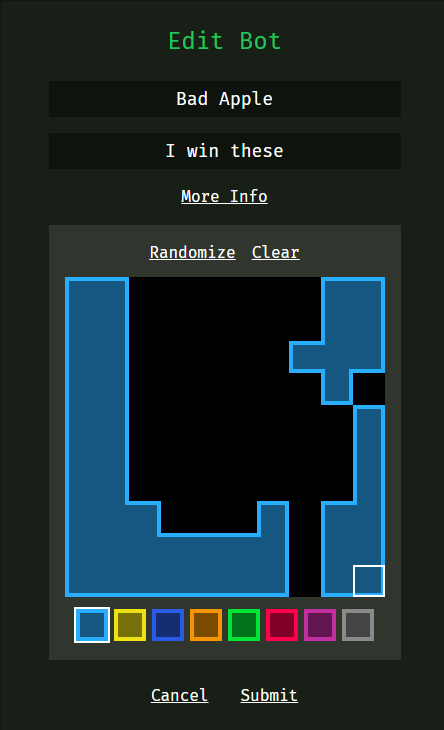 Edit Bot
Bad Apple
I win these
More Info
Randomize Clear
Cancel Submit